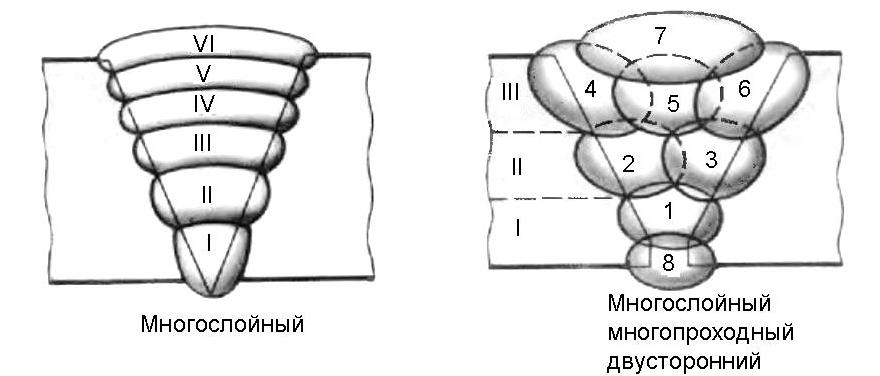 VI
V
IV
III
II
I
Многослойный
7
III
4
5
6
II
2
3
I
1
8
Многослойный
многопроходный
двусторонний